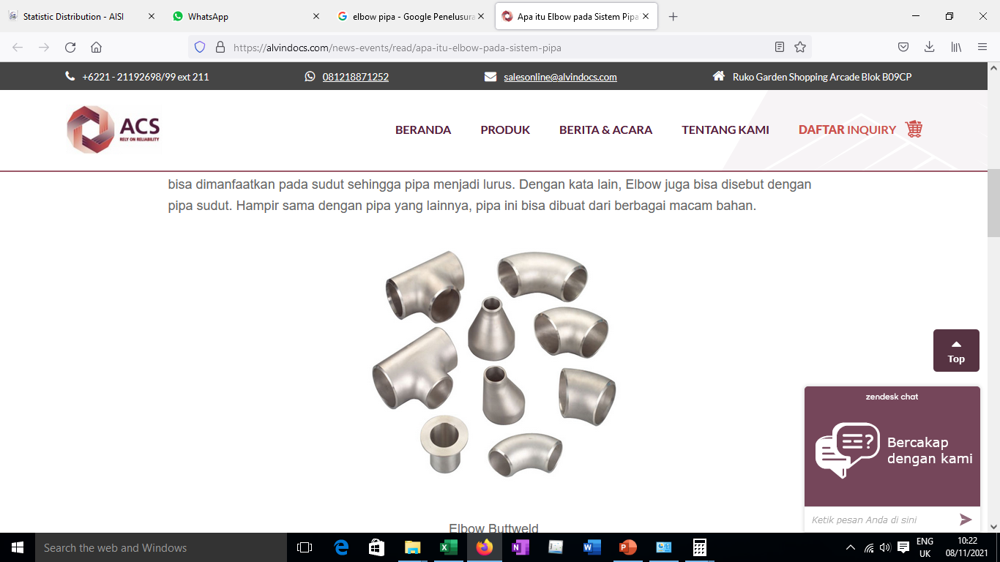 Statistic Distribution - AISI
WhatsApp
elbow pipa - Google Penelusura
Apa itu Elbow pada Sistem Pipa
https://alvindocs.com/news-events/read/apa-itu-elbow-pada-sistem-pipa
+6221 - 21192698/99 ext 211
081218871252
salesonline@alvindocs.com
Ruko Garden Shopping Arcade Blok B09CP
ACS
RELY ON RELIABILITY
BERANDA
PRODUK
BERITA & ACARA
TENTANG KAMI
DAFTAR INQUIRY
bisa dimanfaatkan pada sudut sehingga pipa menjadi lurus. Dengan kata lain, Elbow juga bisa disebut dengan
pipa sudut. Hampir sama dengan pipa yang lainnya, pipa ini bisa dibuat dari berbagai macam bahan.
Top
zendesk chat
Bercakap
dengan kami
Ketik pesan Anda di sini
Elbow Buttweld
Search the web and Windows
ENG
UK
10:22
08/11/2021